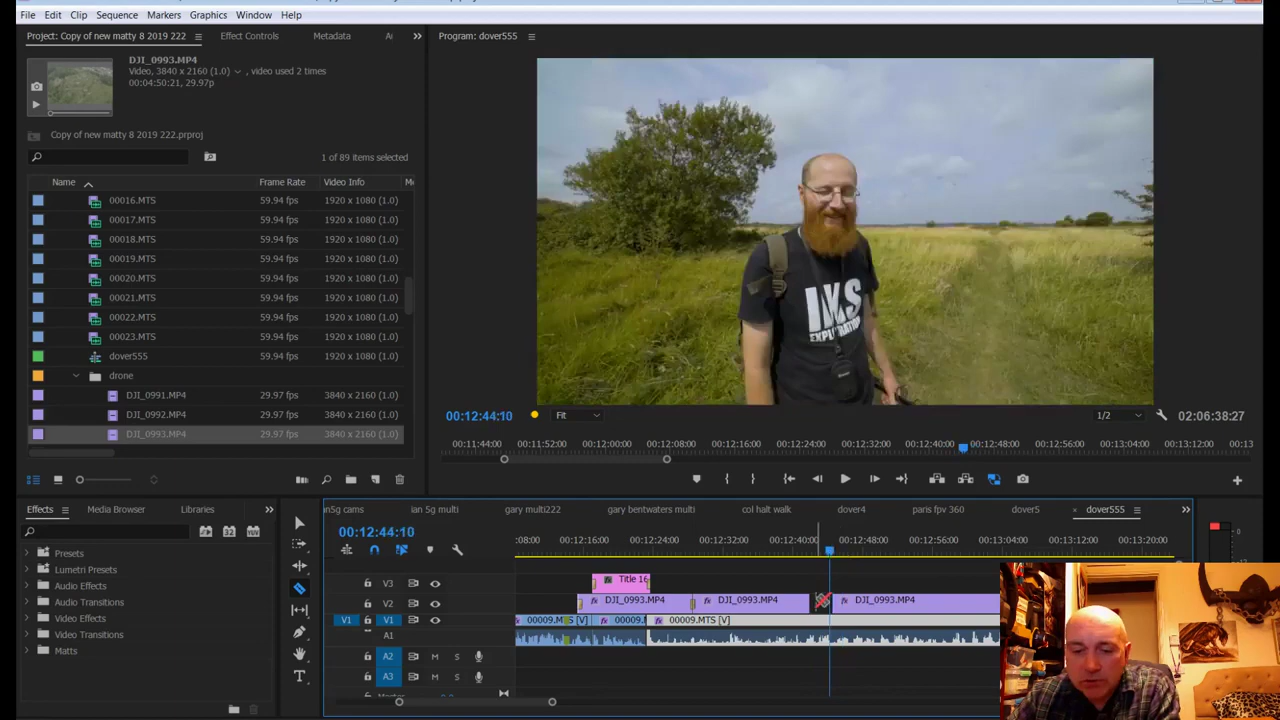 File Edit Clip Sequence Markers Graphics Window Help
Project: Copy of new matty 8 2019 222 Effect Controls Metadata
Program: dover555
DJI_0993.MP4
Video, 3840 x 2160 (1.0) , video used 2 times
00:04:50:21, 29.97p
Copy of new matty 8 2019 222.prproj
1 of 89 items selected
Name Frame Rate Video Info
00016.MTS 59.94 fps 1920 x 1080 (1.0)
00017.MTS 59.94 fps 1920 x 1080 (1.0)
00018.MTS 59.94 fps 1920 x 1080 (1.0)
00019.MTS 59.94 fps 1920 x 1080 (1.0)
00020.MTS 59.94 fps 1920 x 1080 (1.0)
00021.MTS 59.94 fps 1920 x 1080 (1.0)
00022.MTS 59.94 fps 1920 x 1080 (1.0)
00023.MTS 59.94 fps 1920 x 1080 (1.0)
dover555 59.94 fps 1920 x 1080 (1.0)
drone
DJI_0991.MP4 29.97 fps 3840 x 2160 (1.0)
DJI_0992.MP4 29.97 fps 3840 x 2160 (1.0)
DJI_0993.MP4 29.97 fps 3840 x 2160 (1.0)
IKS
00:12:44:10 Fit 1/2 02:06:38:27
00:11:44:00 00:11:52:00 00:12:00:00 00:12:08:00 00:12:16:00 00:12:24:00 00:12:32:00 00:12:40:00 00:12:48:00 00:12:56:00 00:13:04:00 00:13:12:00 00:13
Effects Media Browser Libraries
Presets
Lumetri Presets
Audio Effects
Audio Transitions
Video Effects
Video Transitions
Matts
n5g cams ian 5g multi gary multi222 gary bentwaters multi col halt walk dover4 paris fpv 360 dover5 dover555
00:12:44:10
:08:00 00:12:16:00 00:12:24:00 00:12:32:00 00:12:40:00 00:12:48:00 00:12:56:00 00:13:04:00 00:13:12:00 00:13:20:00
V3 Title 16
V2 DJI_0993.MP4 DJI_0993.MP4 DJI_0993.MP4
V1 V1 00009.MTS [V] 00009.M 00009.MTS [V]
A1
A2 M S
A3 M S
0